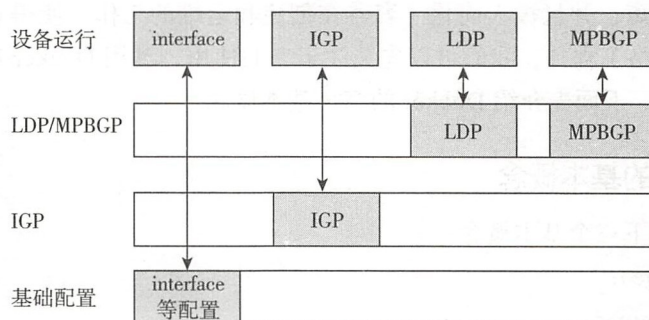 设备运行 interface IGP LDP MPBGP
LDP/MPBGP LDP MPBGP
IGP IGP
基础配置 interface
等配置